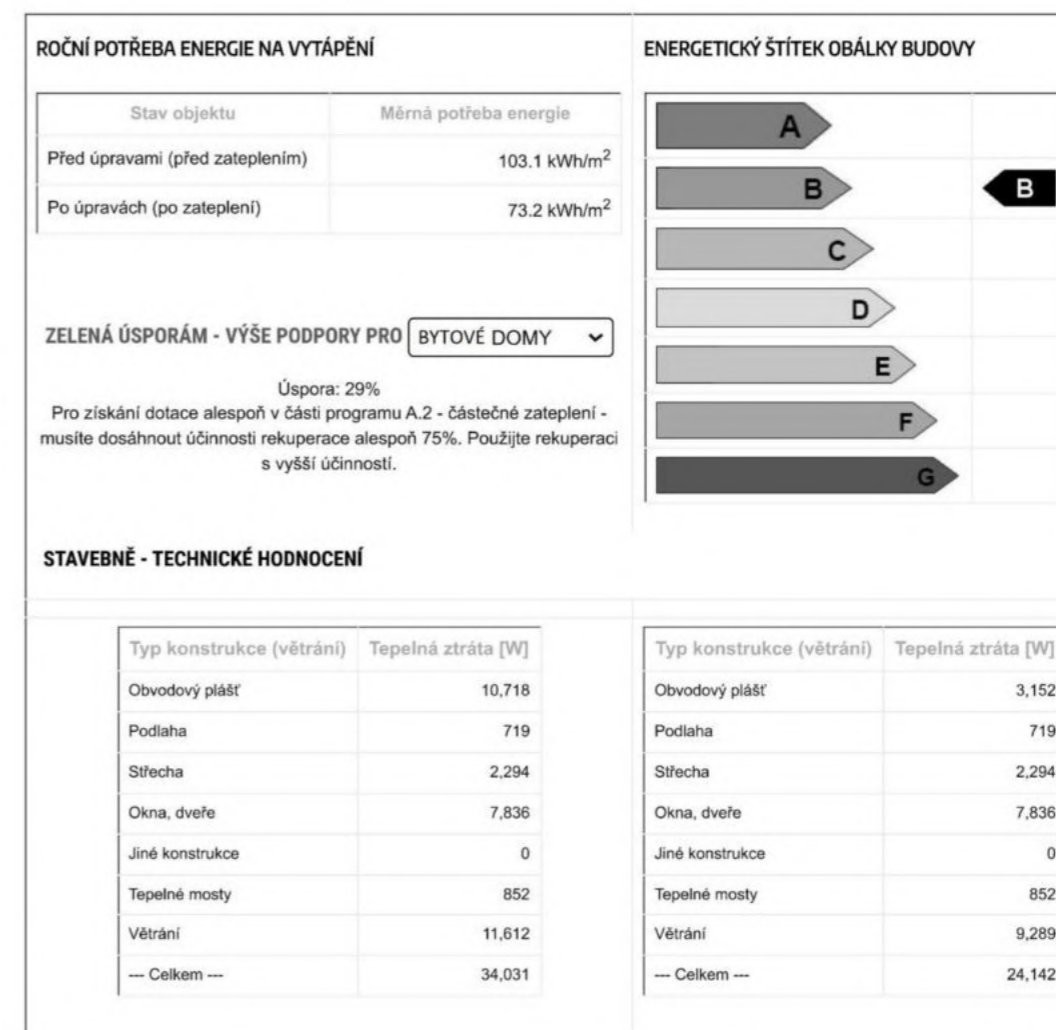 ROČNÍ POTŘEBA ENERGIE NA VYTÁPĚNÍ
Stav objektu Měrná potřeba energie
Před úpravami (před zateplením) 103.1 kWh/m²
Po úpravách (po zateplení) 73.2 kWh/m²
ZELENÁ ÚSPORÁM - VÝŠE PODPORY PRO BYTOVÉ DOMY
Úspora: 29%
Pro získání dotace alespoň v části programu A.2 - částečné zateplení -
musíte dosáhnout účinnosti rekuperace alespoň 75%. Použijte rekuperaci
s vyšší účinností.
ENERGETICKÝ ŠTÍTEK OBÁLKY BUDOVY
A
B B
C
D
E
F
G
STAVEBNĚ - TECHNICKÉ HODNOCENÍ
Typ konstrukce (větrání) Tepelná ztráta [W]
Obvodový plášť 10,718
Podlaha 719
Střecha 2,294
Okna, dveře 7,836
Jiné konstrukce 0
Tepelné mosty 852
Větrání 11,612
--- Celkem --- 34,031
Typ konstrukce (větrání) Tepelná ztráta [W]
Obvodový plášť 3,152
Podlaha 719
Střecha 2,294
Okna, dveře 7,836
Jiné konstrukce 0
Tepelné mosty 852
Větrání 9,289
--- Celkem --- 24,142